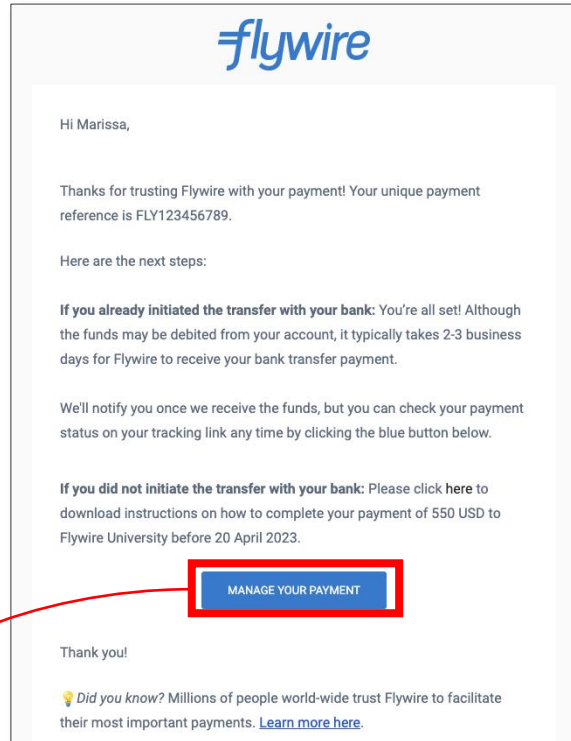 flywire
Hi Marissa,
Thanks for trusting Flywire with your payment! Your unique payment
reference is FLY123456789.
Here are the next steps:
If you already initiated the transfer with your bank: You're all set! Although
the funds may be debited from your account, it typically takes 2-3 business
days for Flywire to receive your bank transfer payment.
We'll notify you once we receive the funds, but you can check your payment
status on your tracking link any time by clicking the blue button below.
If you did not initiate the transfer with your bank: Please click here to
download instructions on how to complete your payment of 550 USD to
Flywire University before 20 April 2023.
MANAGE YOUR PAYMENT
Thank you!
💡Did you know? Millions of people world-wide trust Flywire to facilitate
their most important payments. Learn more here.